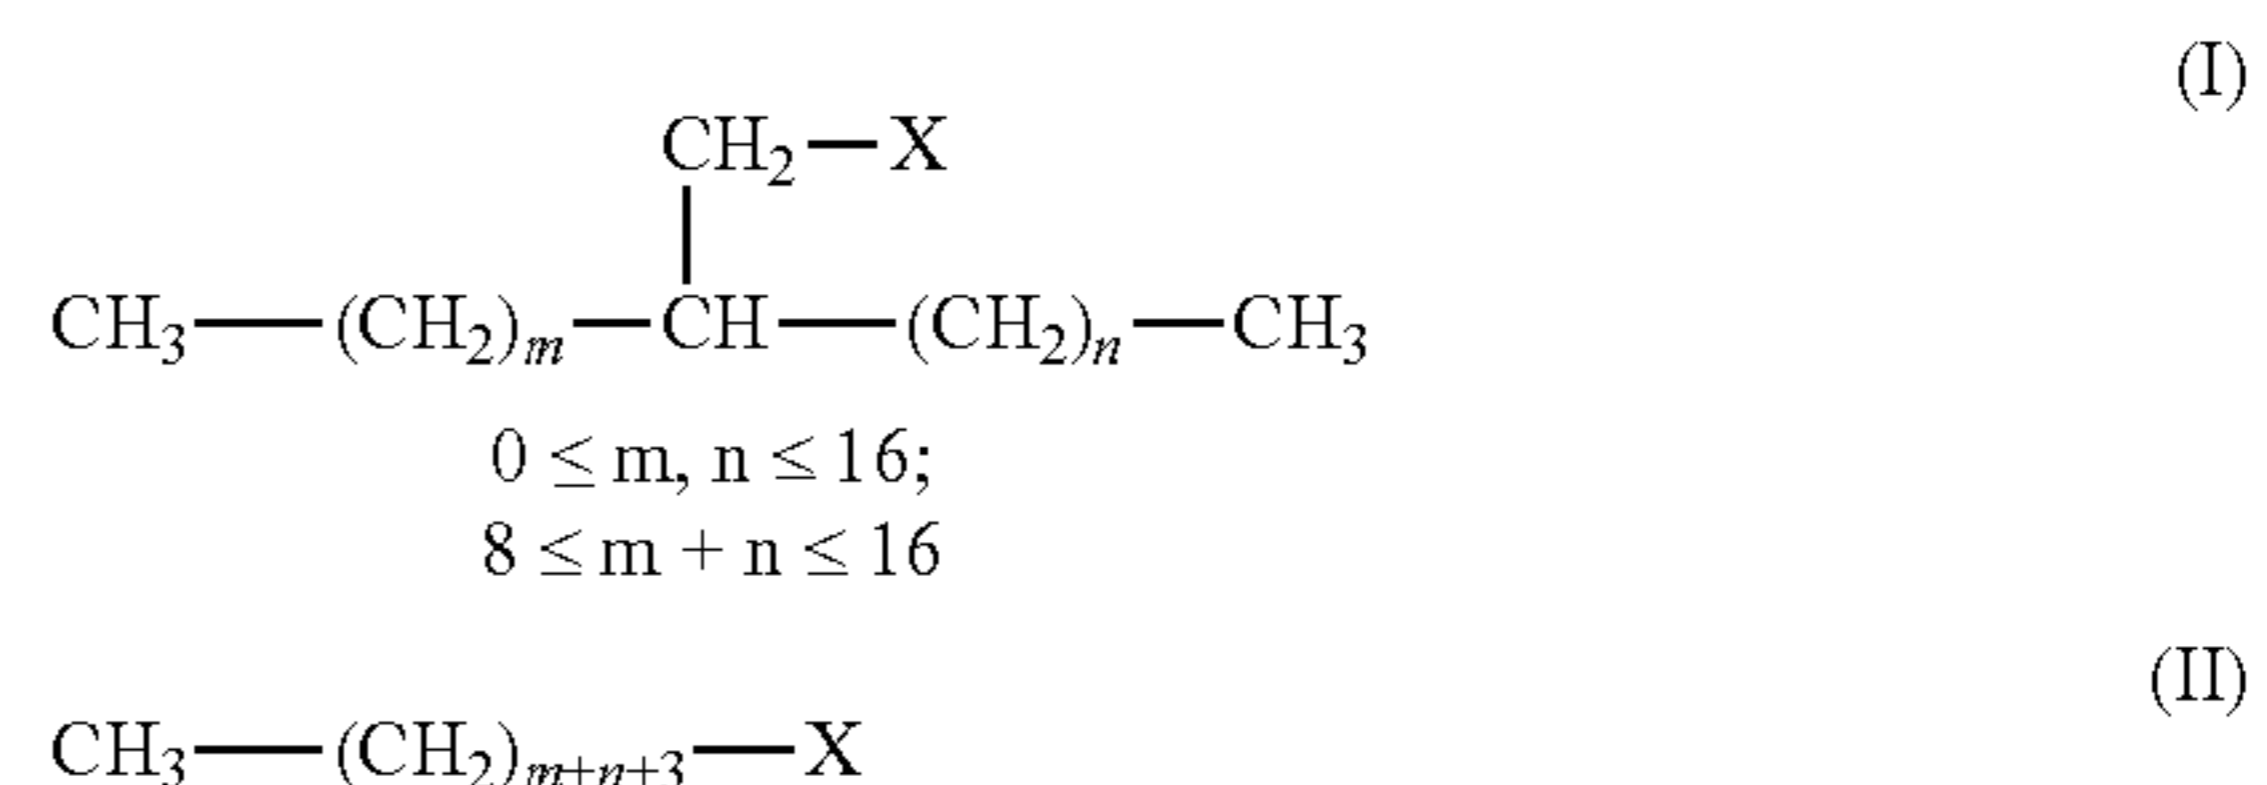 (I)
CH₂—X
CH₃—(CH₂)ₘ—CH—(CH₂)ₙ—CH₃
0 ≤ m, n ≤ 16;
8 ≤ m + n ≤ 16
(II)
CH₃—(CH₂)ₘ₊ₙ₊₃—X